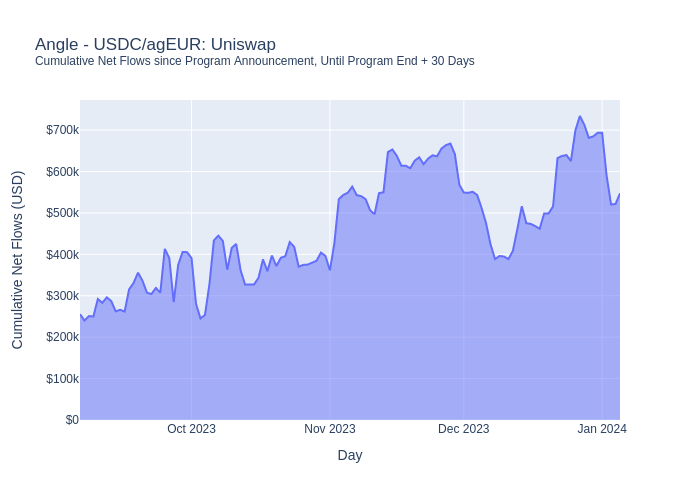 Angle - USDC/agEUR: Uniswap
Cumulative Net Flows since Program Announcement, Until Program End + 30 Days
Cumulative Net Flows (USD)
$700k
$600k
$500k
$400k
$300k
$200k
$100k
$0
Oct 2023 Nov 2023 Dec 2023 Jan 2024
Day